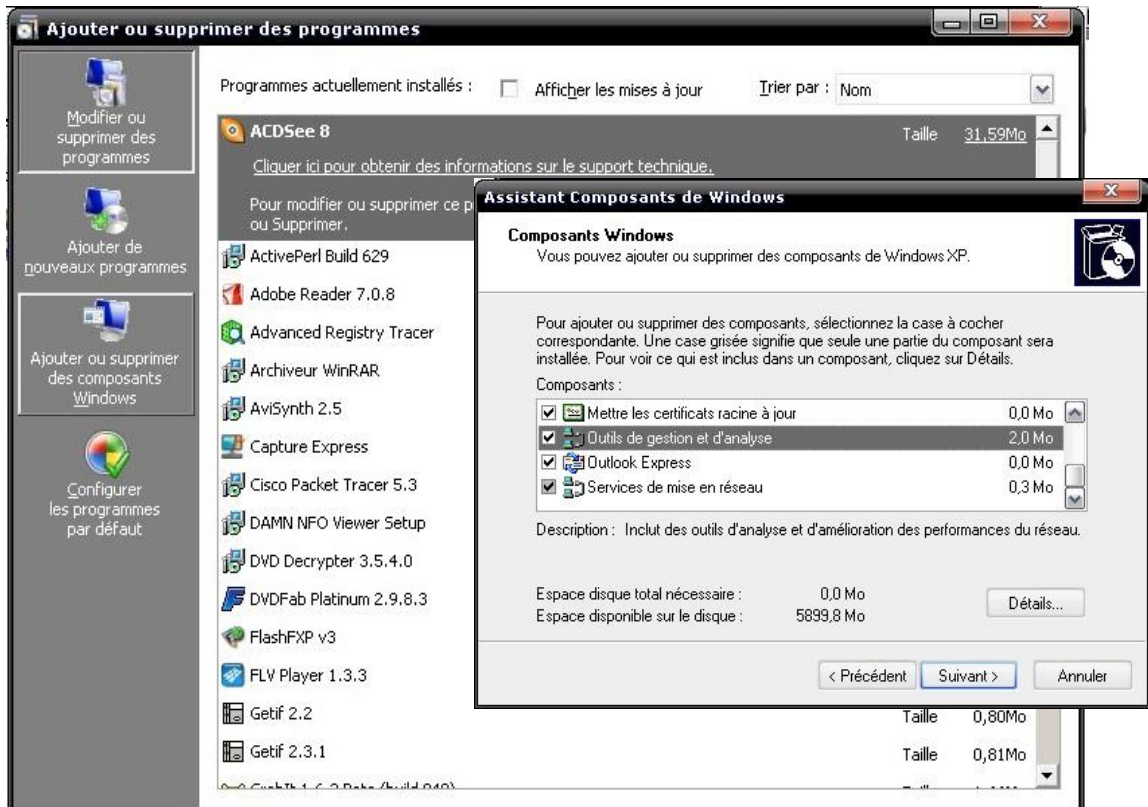 Ajouter ou supprimer des programmes
Modifier ou
supprimer des
programmes
Ajouter de
nouveaux programmes
Ajouter ou supprimer
des composants
Windows
Configurer
les programmes
par défaut
Programmes actuellement installés :
Afficher les mises à jour
Trier par :
Nom
ACDSee 8
Taille 31,59Mo
Cliquer ici pour obtenir des informations sur le support technique.
Pour modifier ou supprimer ce p
ou Supprimer.
ActivePerl Build 629
Adobe Reader 7.0.8
Advanced Registry Tracer
Archiveur WinRAR
AviSynth 2.5
Capture Express
Cisco Packet Tracer 5.3
DAMN NFO Viewer Setup
DVD Decrypter 3.5.4.0
DVDFab Platinum 2.9.8.3
FlashFXP v3
FLV Player 1.3.3
Getif 2.2
Taille 0,80Mo
Getif 2.3.1
Taille 0,81Mo
Assistant Composants de Windows
Composants Windows
Vous pouvez ajouter ou supprimer des composants de Windows XP.
Pour ajouter ou supprimer des composants, sélectionnez la case à cocher
correspondante. Une case grisée signifie que seule une partie du composant sera
installée. Pour voir ce qui est inclus dans un composant, cliquez sur Détails.
Composants :
Mettre les certificats racine à jour 0,0 Mo
Outils de gestion et d'analyse 2,0 Mo
Outlook Express 0,0 Mo
Services de mise en réseau 0,3 Mo
Description : Inclut des outils d'analyse et d'amélioration des performances du réseau.
Espace disque total nécessaire : 0,0 Mo
Espace disponible sur le disque : 5899,8 Mo
Détails...
< Précédent
Suivant >
Annuler